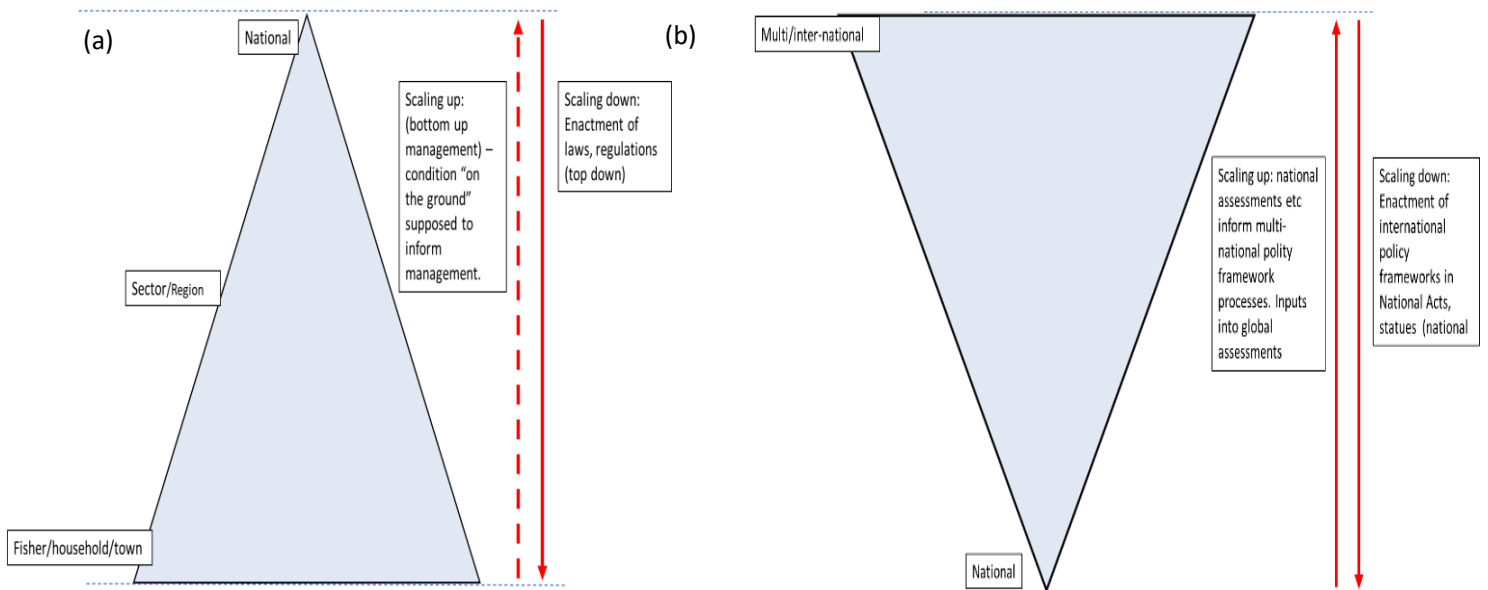 (a)
National
Scaling up:
(bottom up
management) –
condition "on
the ground"
supposed to
inform
management.
Scaling down:
Enactment of
laws, regulations
(top down)
Sector/Region
Fisher/household/town
(b)
Multi/inter-national
Scaling up: national
assessments etc
inform multi-
national polity
framework
processes. Inputs
into global
assessments
Scaling down:
Enactment of
international
policy
frameworks in
National Acts,
statues (national
National